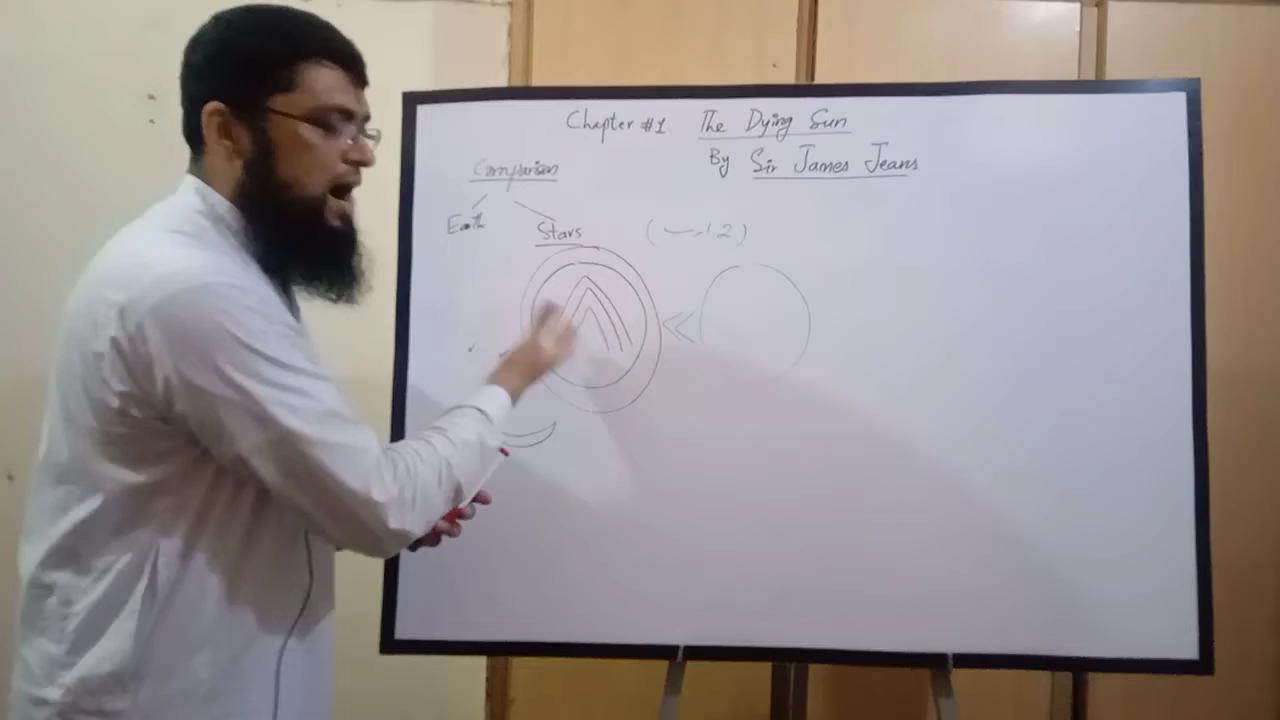 Chapter #1. The Dying Sun
By Sir James Jeans
Comparison
Earth Stars